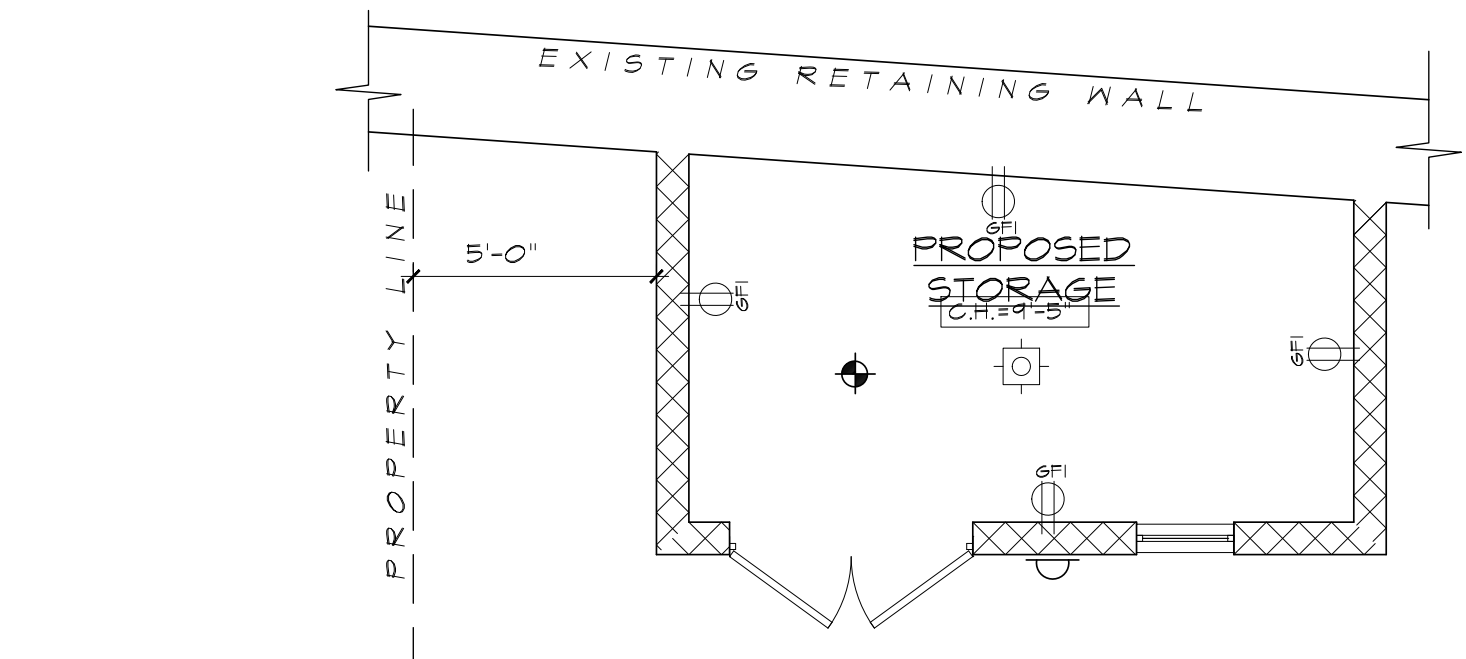 EXISTING RETAINING WALL
PROPERTY LINE
5'-0"
GFI
PROPOSED
STORAGE
C.H.=9'-5"
GFI
GFI
GFI